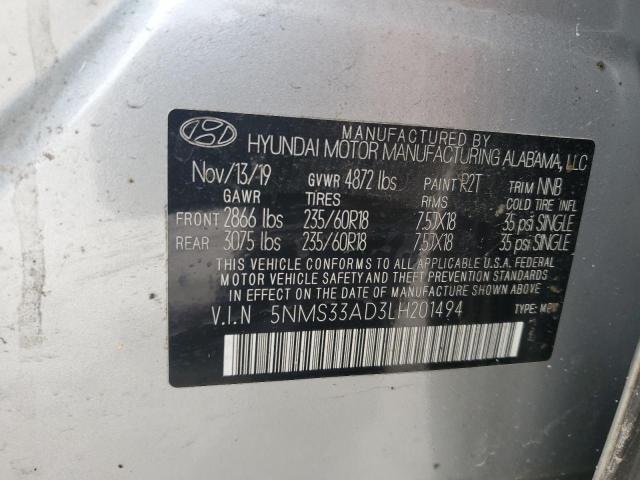 MANUFACTURED BY
HYUNDAI MOTOR MANUFACTURING ALABAMA, LLC
Nov/13/19 GVWR 4872 lbs PAINT R2T TRIM NNB
GAWR TIRES RIMS COLD TIRE INFL
FRONT 2866 lbs 235/60R18 7.5JX18 35 psi SINGLE
REAR 3075 lbs 235/60R18 7.5JX18 35 psi SINGLE
THIS VEHICLE CONFORMS TO ALL APPLICABLE U.S.A. FEDERAL
MOTOR VEHICLE SAFETY AND THEFT PREVENTION STANDARDS
IN EFFECT ON THE DATE OF MANUFACTURE SHOWN ABOVE
V.I.N 5NMS33AD3LH201494 TYPE: